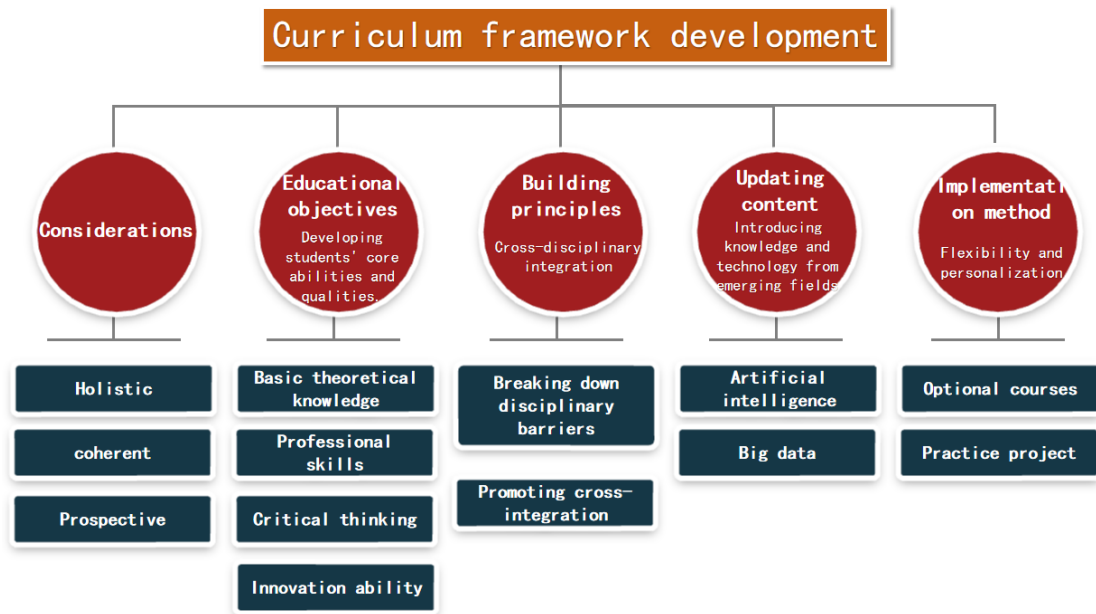 Curriculum framework development
Considerations
Educational
objectives
Developing
students' core
abilities and
qualities.
Building
principles
Cross-disciplinary
integration
Updating
content
Introducing
knowledge and
technology from
emerging fields
Implementati
on method
Flexibility and
personalization
Holistic
coherent
Prospective
Basic theoretical
knowledge
Professional
skills
Critical thinking
Innovation ability
Breaking down
disciplinary
barriers
Promoting cross-
integration
Artificial
intelligence
Big data
Optional courses
Practice project